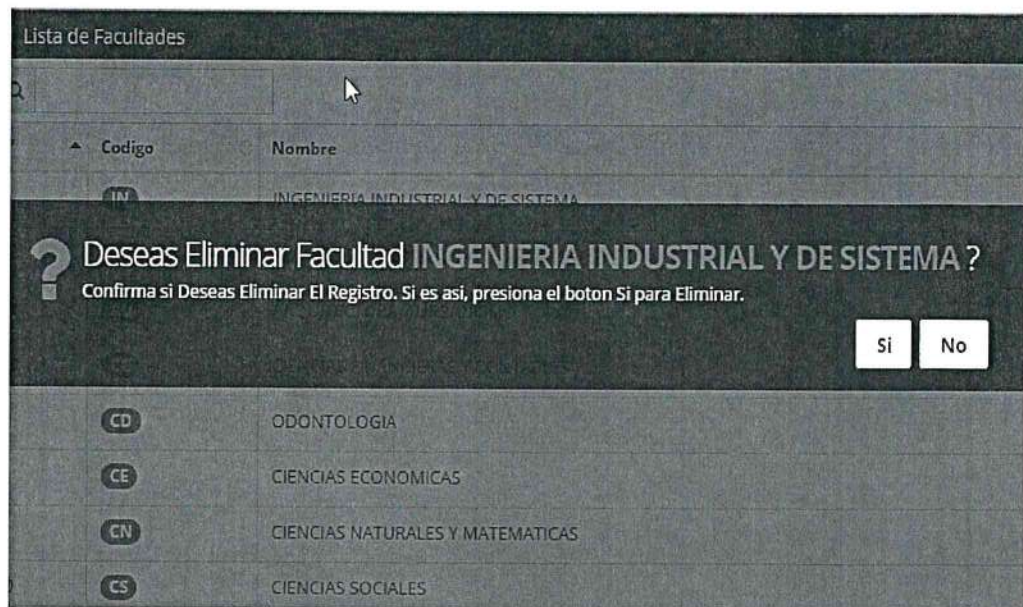 Lista de Facultades
Codigo Nombre
IN INGENIERIA INDUSTRIAL Y DE SISTEMA
Deseas Eliminar Facultad INGENIERIA INDUSTRIAL Y DE SISTEMA ?
Confirma si Deseas Eliminar El Registro. Si es asi, presiona el boton Si para Eliminar.
Si No
CD ODONTOLOGIA
CE CIENCIAS ECONOMICAS
CN CIENCIAS NATURALES Y MATEMATICAS
CS CIENCIAS SOCIALES